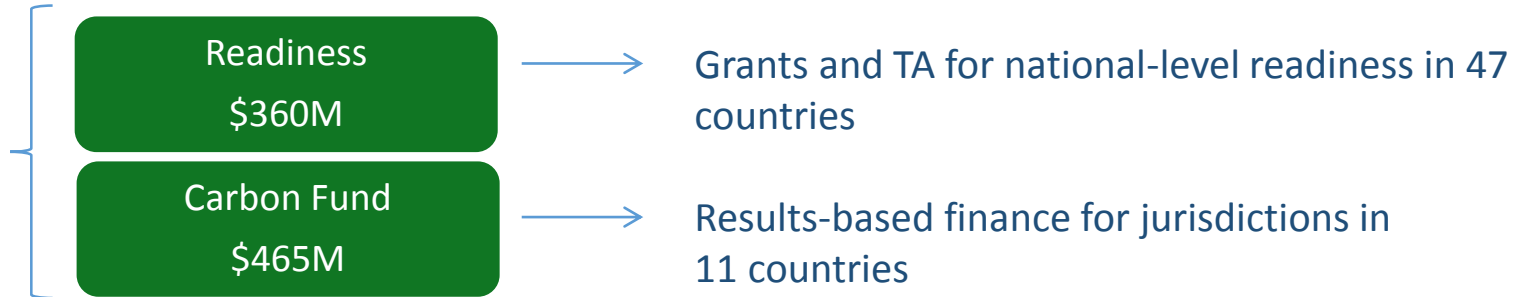 Readiness
$360M
Grants and TA for national-level readiness in 47
countries
Carbon Fund
$465M
Results-based finance for jurisdictions in
11 countries